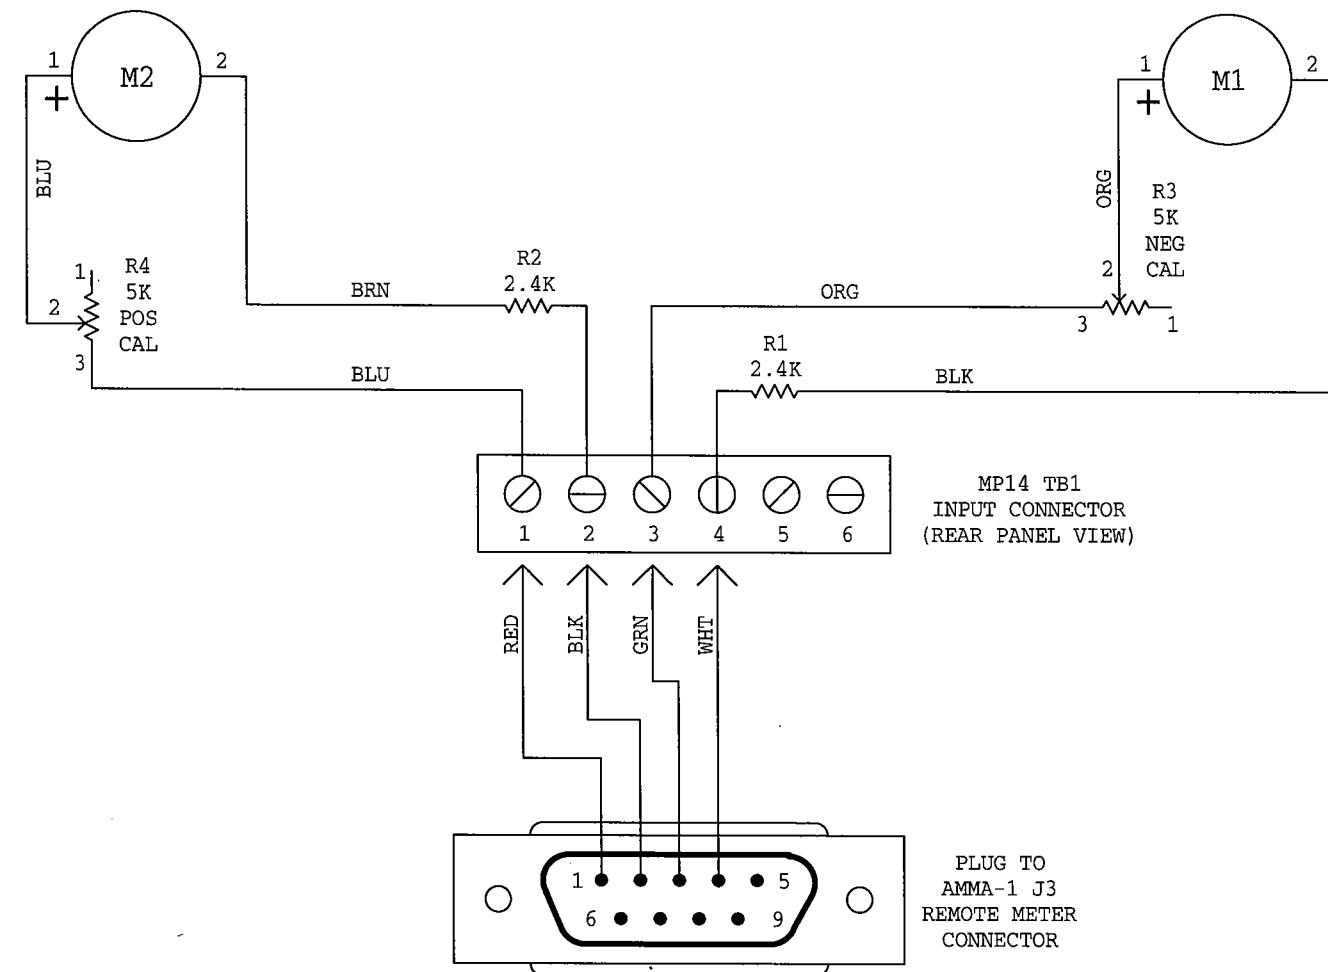 1
M2
2
+
BLU
1
M1
2
+
ORG
R3
5K
NEG
CAL
2
3
1
R4
5K
POS
CAL
1
2
3
BRN
R2
2.4K
ORG
BLU
R1
2.4K
BLK
1 2 3 4 5 6
MP14 TB1
INPUT CONNECTOR
(REAR PANEL VIEW)
RED
BLK
GRN
WHT
1 5
6 9
PLUG TO
AMMA-1 J3
REMOTE METER
CONNECTOR